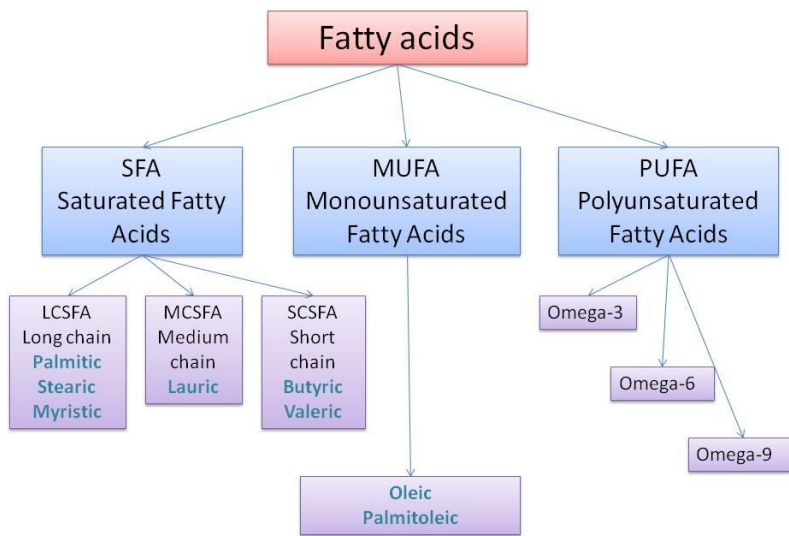 Fatty acids
SFA
Saturated Fatty
Acids
MUFA
Monounsaturated
Fatty Acids
PUFA
Polyunsaturated
Fatty Acids
LCSFA
Long chain
Palmitic
Stearic
Myristic
MCSFA
Medium
chain
Lauric
SCSFA
Short
chain
Butyric
Valeric
Omega-3
Omega-6
Omega-9
Oleic
Palmitoleic